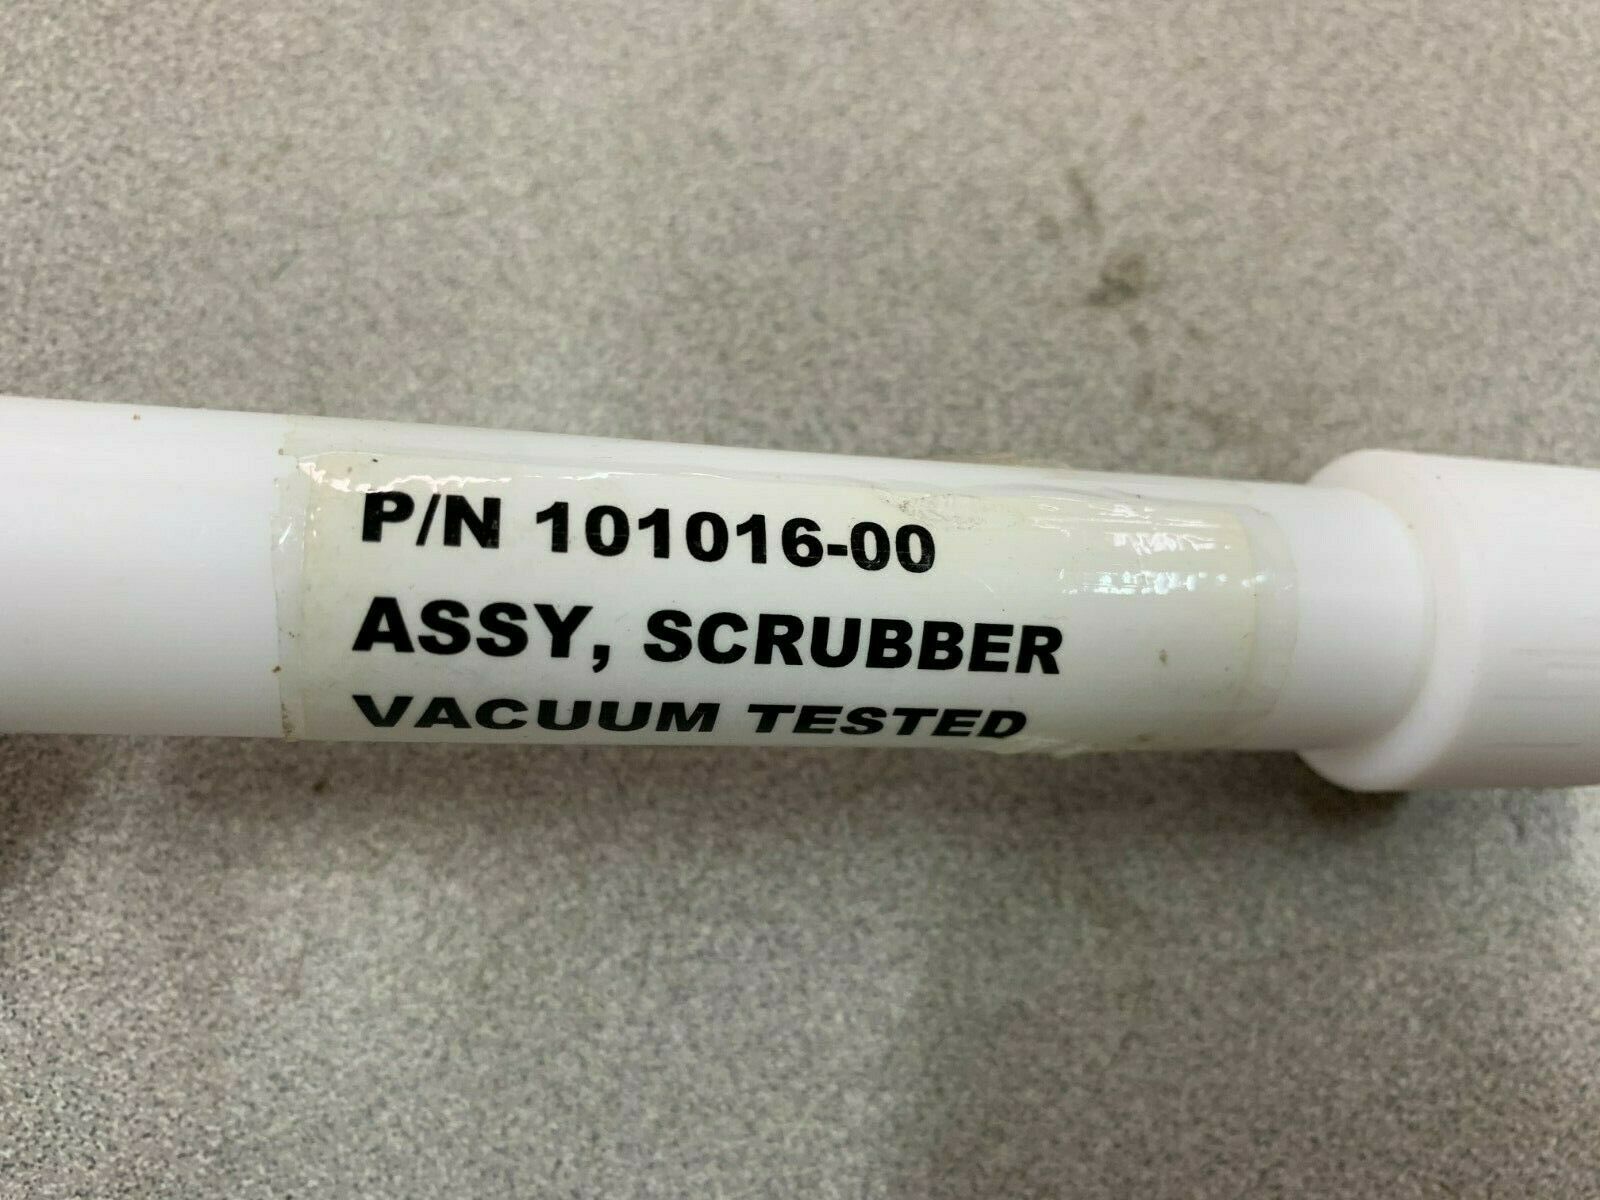 P/N 101016-00
ASSY, SCRUBBER
VACUUM TESTED